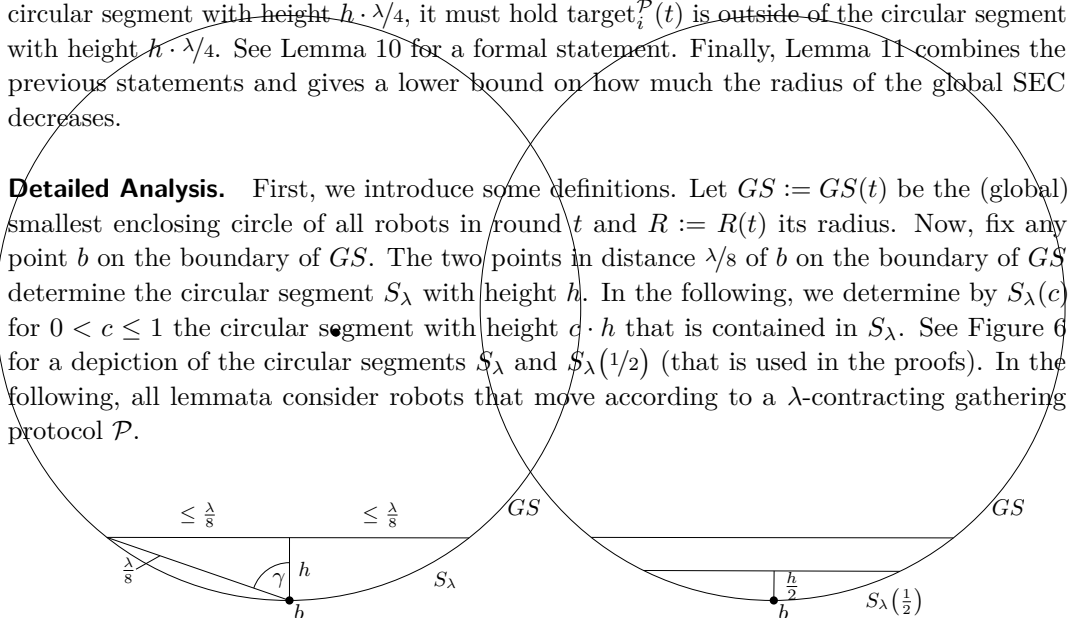 circular segment with height h · λ/4, it must hold target_i^𝒫(t) is outside of the circular segment
with height h · λ/4. See Lemma 10 for a formal statement. Finally, Lemma 11 combines the
previous statements and gives a lower bound on how much the radius of the global SEC
decreases.
Detailed Analysis. First, we introduce some definitions. Let GS := GS(t) be the (global)
smallest enclosing circle of all robots in round t and R := R(t) its radius. Now, fix any
point b on the boundary of GS. The two points in distance λ/8 of b on the boundary of GS
determine the circular segment S_λ with height h. In the following, we determine by S_λ(c)
for 0 < c ≤ 1 the circular segment with height c · h that is contained in S_λ. See Figure 6
for a depiction of the circular segments S_λ and S_λ(1/2) (that is used in the proofs). In the
following, all lemmata consider robots that move according to a λ-contracting gathering
protocol 𝒫.
≤ λ/8 ≤ λ/8 GS GS
λ/8 γ h S_λ h/2 S_λ(1/2)
b b